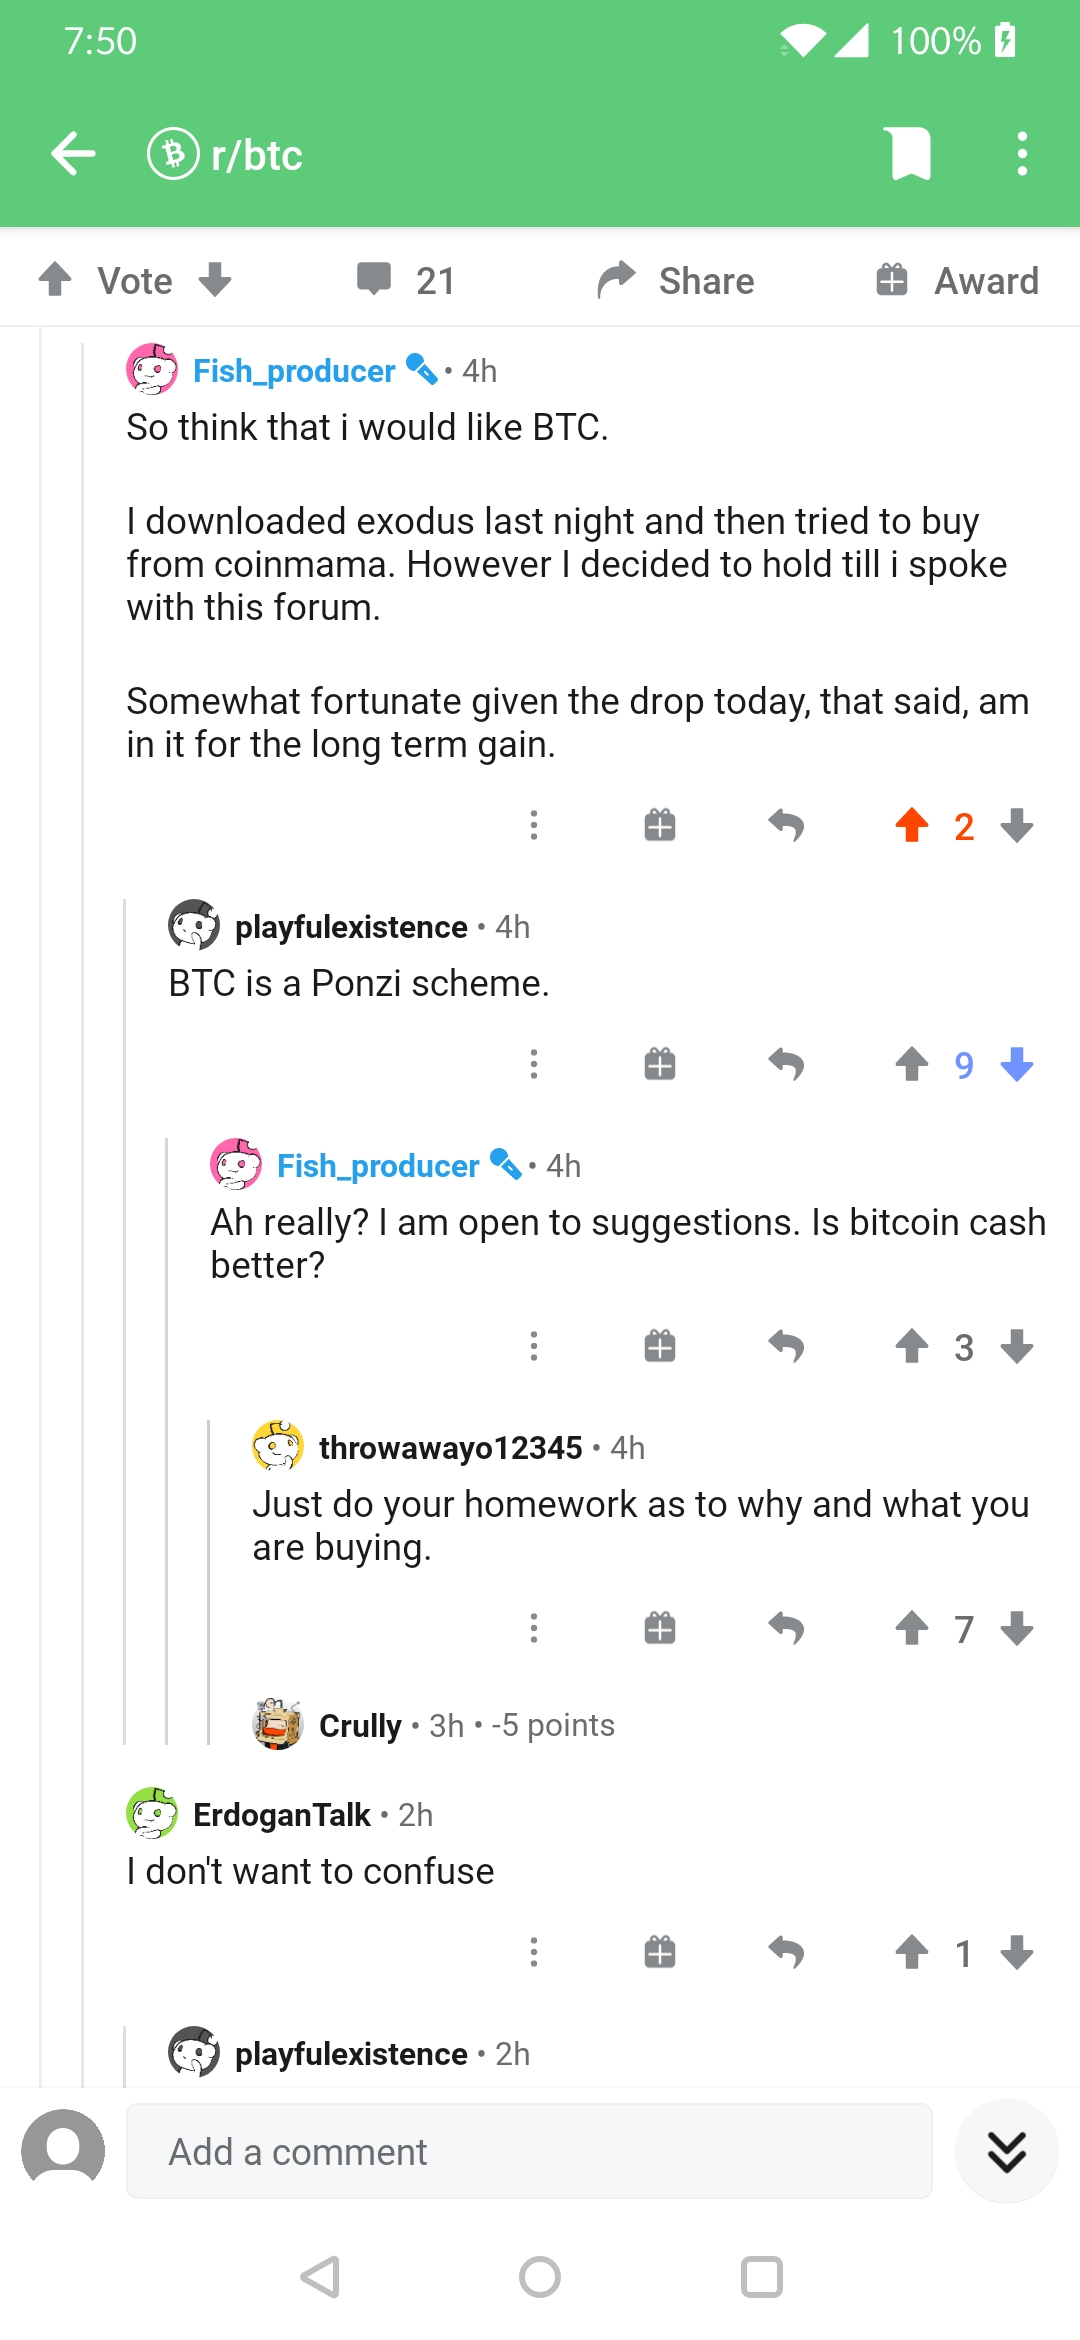 7:50
100%
r/btc
Vote
21
Share
Award
Fish_producer • 4h
So think that i would like BTC.
I downloaded exodus last night and then tried to buy
from coinmama. However I decided to hold till i spoke
with this forum.
Somewhat fortunate given the drop today, that said, am
in it for the long term gain.
2
playfulexistence • 4h
BTC is a Ponzi scheme.
9
Fish_producer • 4h
Ah really? I am open to suggestions. Is bitcoin cash
better?
3
throwawayo12345 • 4h
Just do your homework as to why and what you
are buying.
7
Crully • 3h • -5 points
ErdoganTalk • 2h
I don't want to confuse
1
playfulexistence • 2h
Add a comment